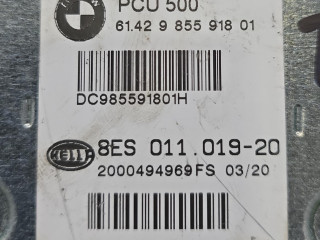 PCU 500
61.42 9 855 918 01
DC985591801H
HELLA 8ES 011.019-20
2000494969FS 03/20